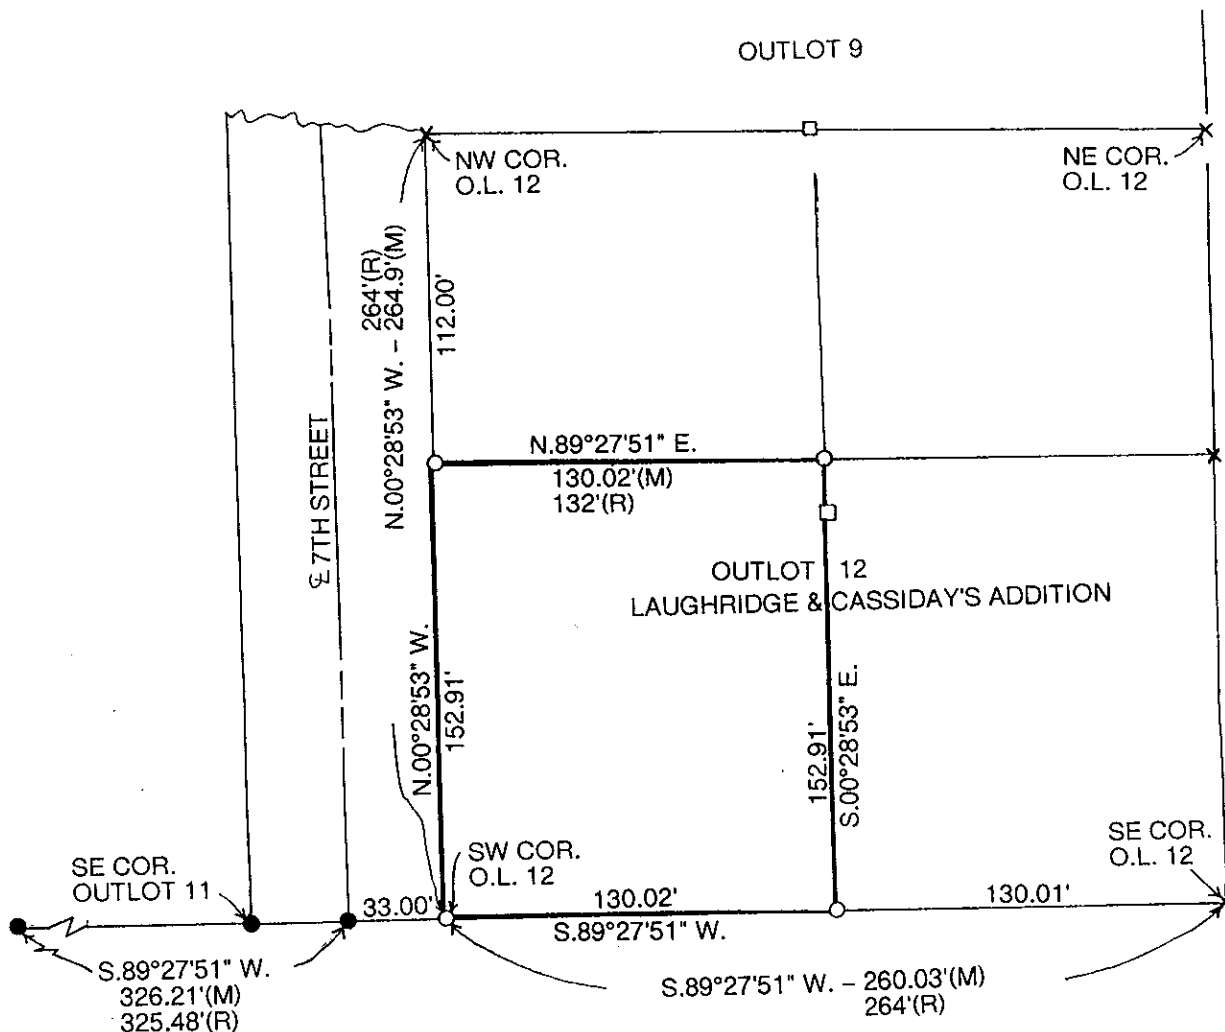 OUTLOT 9
NW COR.
O.L. 12
NE COR.
O.L. 12
264'(R)
N.00°28'53" W. – 264.9'(M)
112.00'
℄ 7TH STREET
N.89°27'51" E.
130.02'(M)
132'(R)
OUTLOT 12
LAUGHRIDGE & CASSIDAY'S ADDITION
N.00°28'53" W.
152.91'
152.91'
S.00°28'53" E.
SE COR.
OUTLOT 11
SW COR.
O.L. 12
SE COR.
O.L. 12
33.00'
130.02'
130.01'
S.89°27'51" W.
S.89°27'51" W.
326.21'(M)
325.48'(R)
S.89°27'51" W. – 260.03'(M)
264'(R)